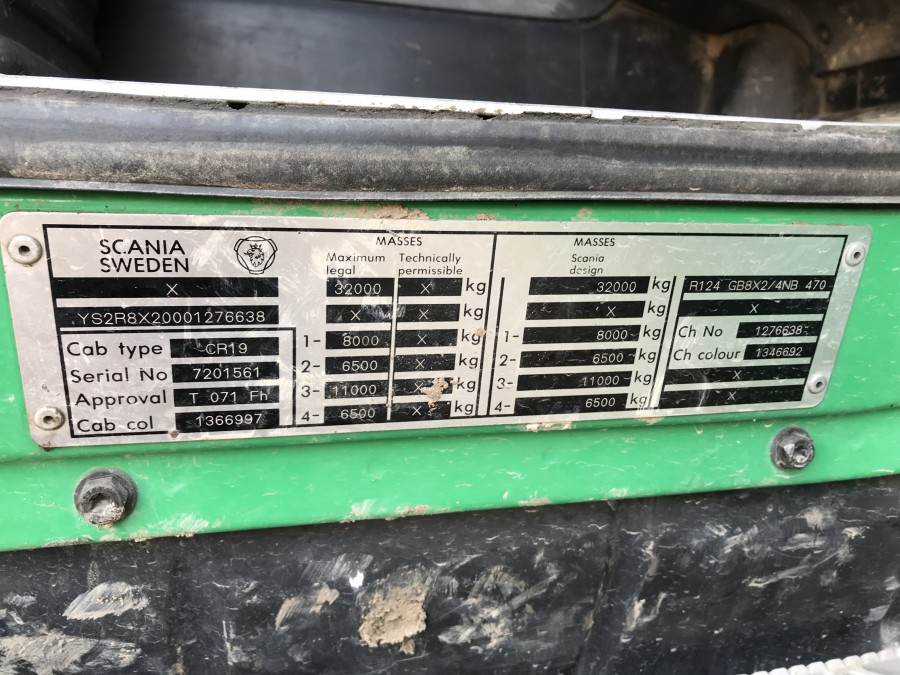 SCANIA
SWEDEN
X
YS2R8X20001276638
Cab type CR19
Serial No 7201561
Approval T 071 Fh
Cab col 1366997
MASSES
Maximum legal Technically permissible
32000 X kg
X X kg
1- 8000 X kg
2- 6500 X kg
3- 11000 X kg
4- 6500 X kg
MASSES
Scania design
32000 kg
X kg
1- 8000 kg
2- 6500 kg
3- 11000 kg
4- 6500 kg
R124 GB8X2/4NB 470
X
Ch No 1276638
Ch colour 1346692
X
X